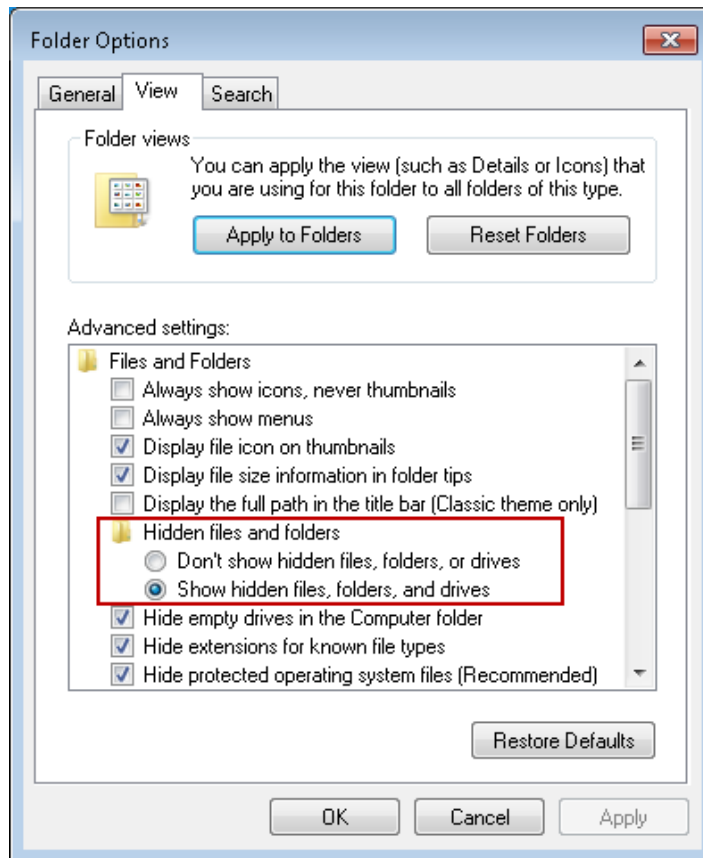 Folder Options
General
View
Search
Folder views
You can apply the view (such as Details or Icons) that
you are using for this folder to all folders of this type.
Apply to Folders
Reset Folders
Advanced settings:
Files and Folders
Always show icons, never thumbnails
Always show menus
Display file icon on thumbnails
Display file size information in folder tips
Display the full path in the title bar (Classic theme only)
Hidden files and folders
Don't show hidden files, folders, or drives
Show hidden files, folders, and drives
Hide empty drives in the Computer folder
Hide extensions for known file types
Hide protected operating system files (Recommended)
Restore Defaults
OK
Cancel
Apply